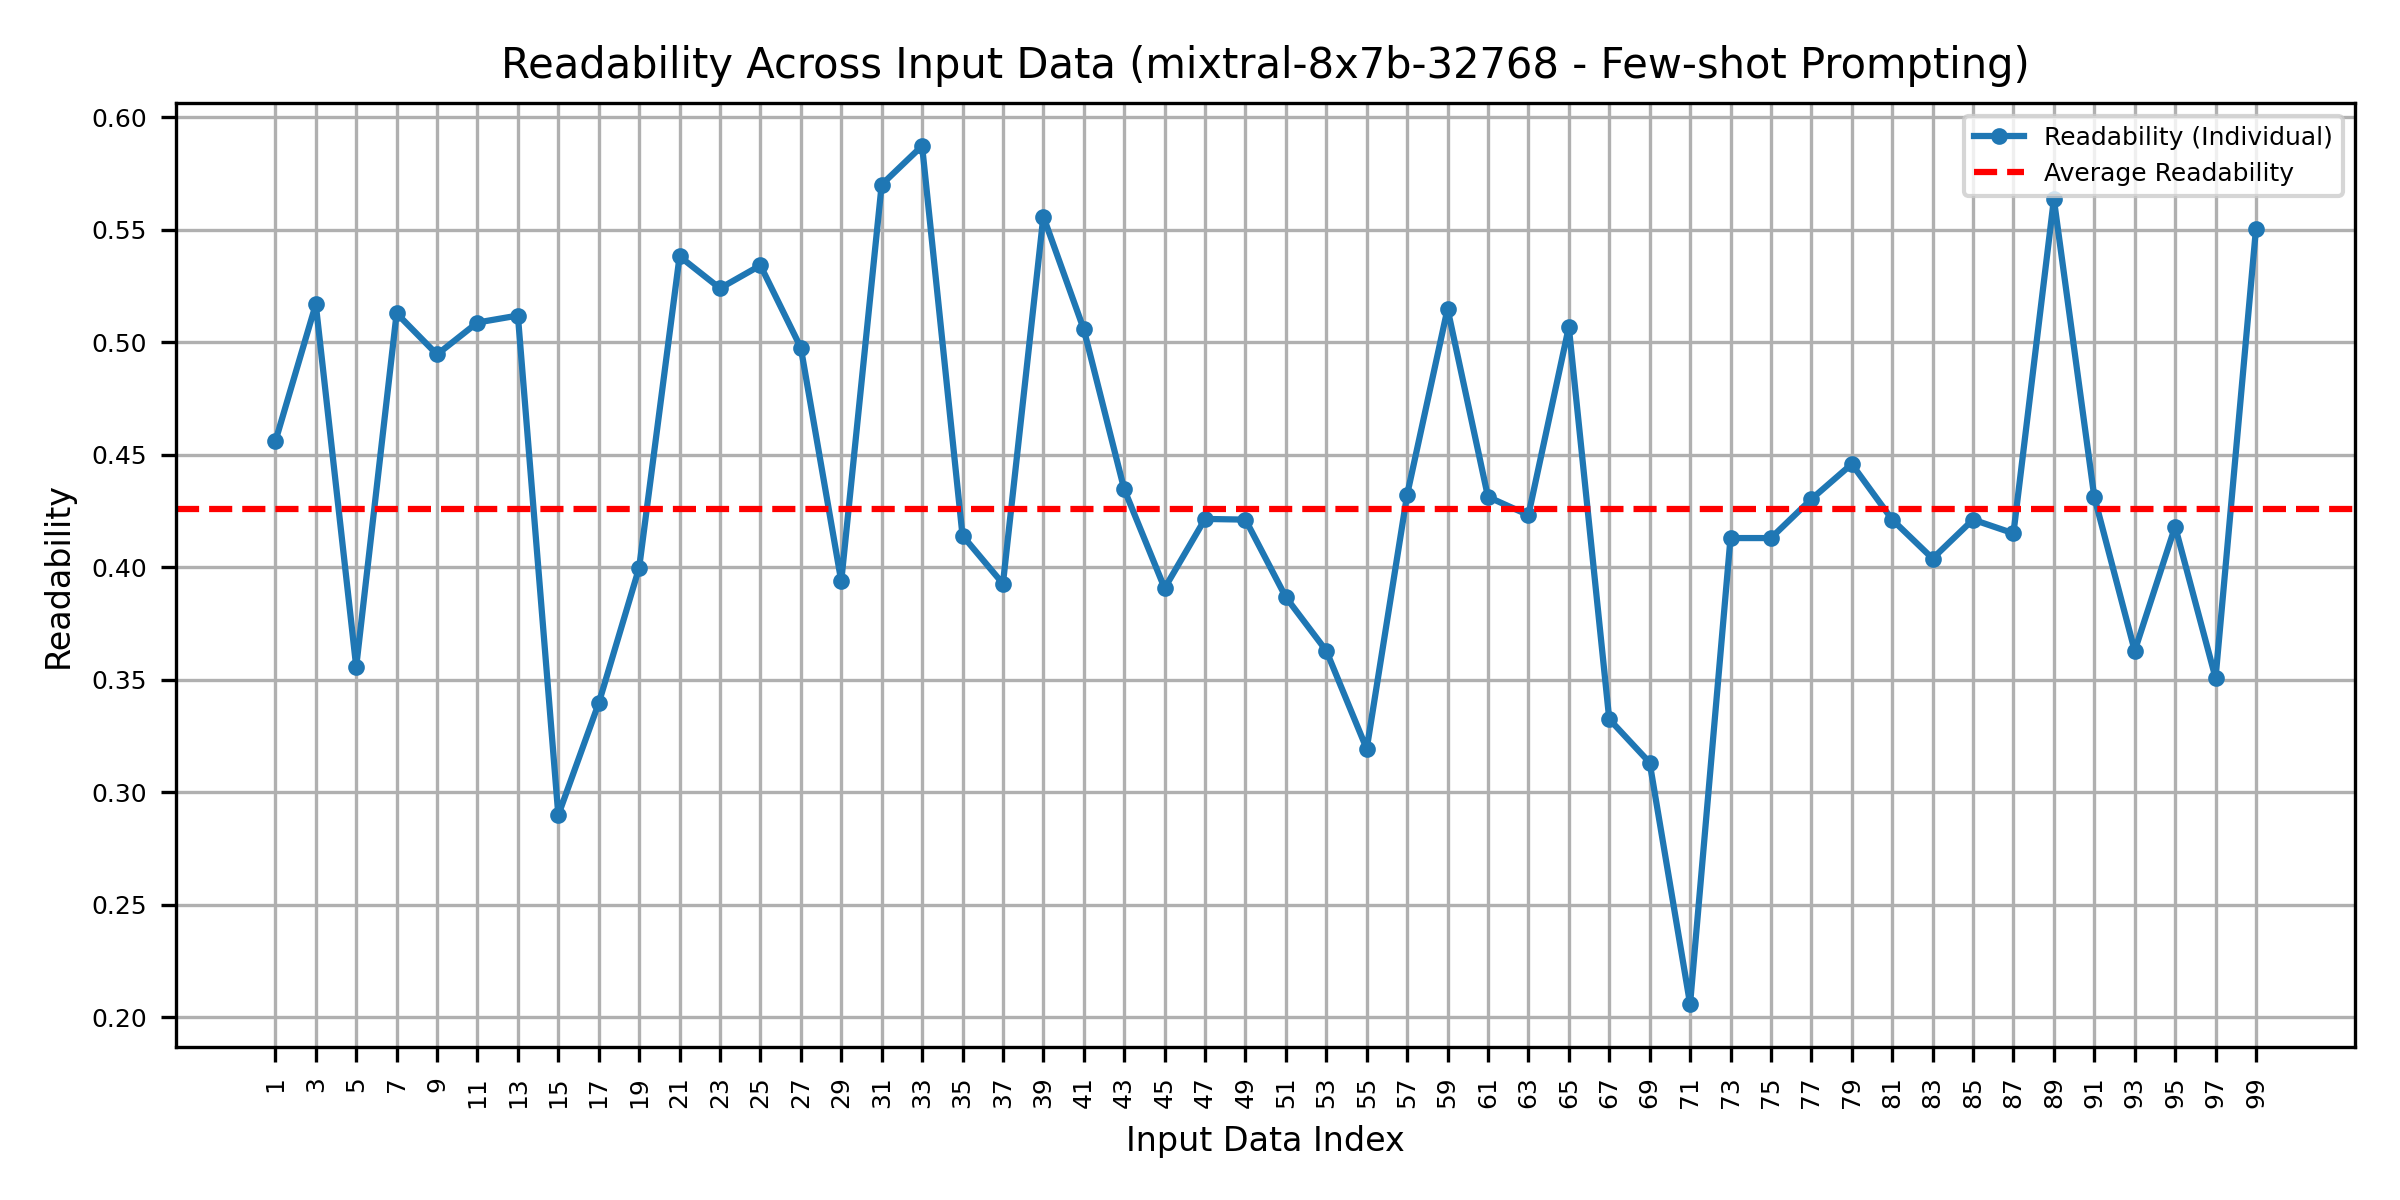 Readability Across Input Data (mixtral-8x7b-32768 - Few-shot Prompting)
Readability (Individual)
Average Readability
Readability
0.60
0.55
0.50
0.45
0.40
0.35
0.30
0.25
0.20
1 3 5 7 9 11 13 15 17 19 21 23 25 27 29 31 33 35 37 39 41 43 45 47 49 51 53 55 57 59 61 63 65 67 69 71 73 75 77 79 81 83 85 87 89 91 93 95 97 99
Input Data Index